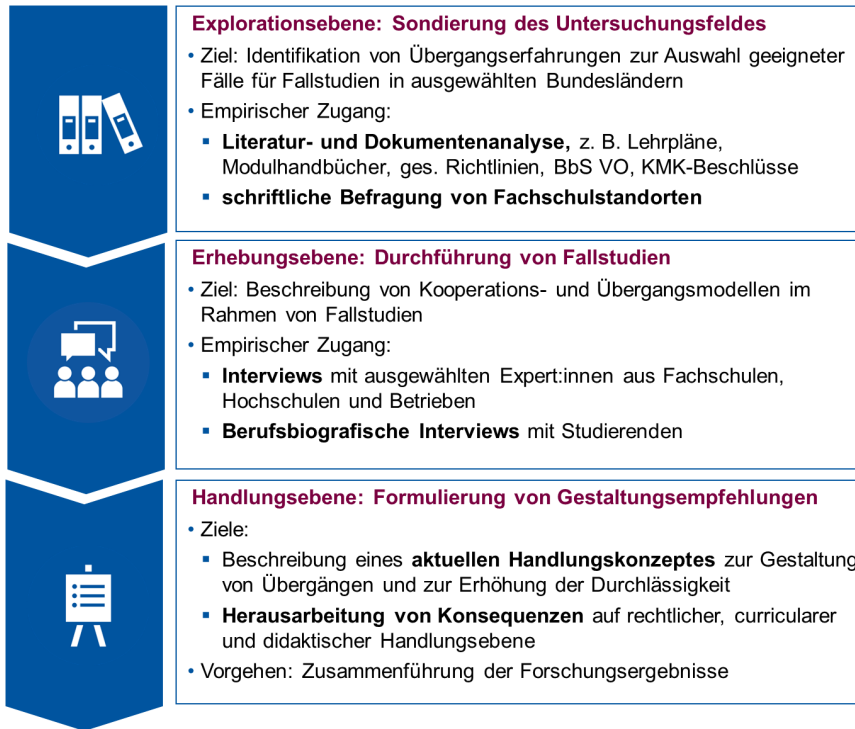 Explorationsebene: Sondierung des Untersuchungsfeldes
• Ziel: Identifikation von Übergangserfahrungen zur Auswahl geeigneter
Fälle für Fallstudien in ausgewählten Bundesländern
• Empirischer Zugang:
▪ Literatur- und Dokumentenanalyse, z. B. Lehrpläne,
Modulhandbücher, ges. Richtlinien, BbS VO, KMK-Beschlüsse
▪ schriftliche Befragung von Fachschulstandorten
Erhebungsebene: Durchführung von Fallstudien
• Ziel: Beschreibung von Kooperations- und Übergangsmodellen im
Rahmen von Fallstudien
• Empirischer Zugang:
▪ Interviews mit ausgewählten Expert:innen aus Fachschulen,
Hochschulen und Betrieben
▪ Berufsbiografische Interviews mit Studierenden
Handlungsebene: Formulierung von Gestaltungsempfehlungen
• Ziele:
▪ Beschreibung eines aktuellen Handlungskonzeptes zur Gestaltung
von Übergängen und zur Erhöhung der Durchlässigkeit
▪ Herausarbeitung von Konsequenzen auf rechtlicher, curricularer
und didaktischer Handlungsebene
• Vorgehen: Zusammenführung der Forschungsergebnisse